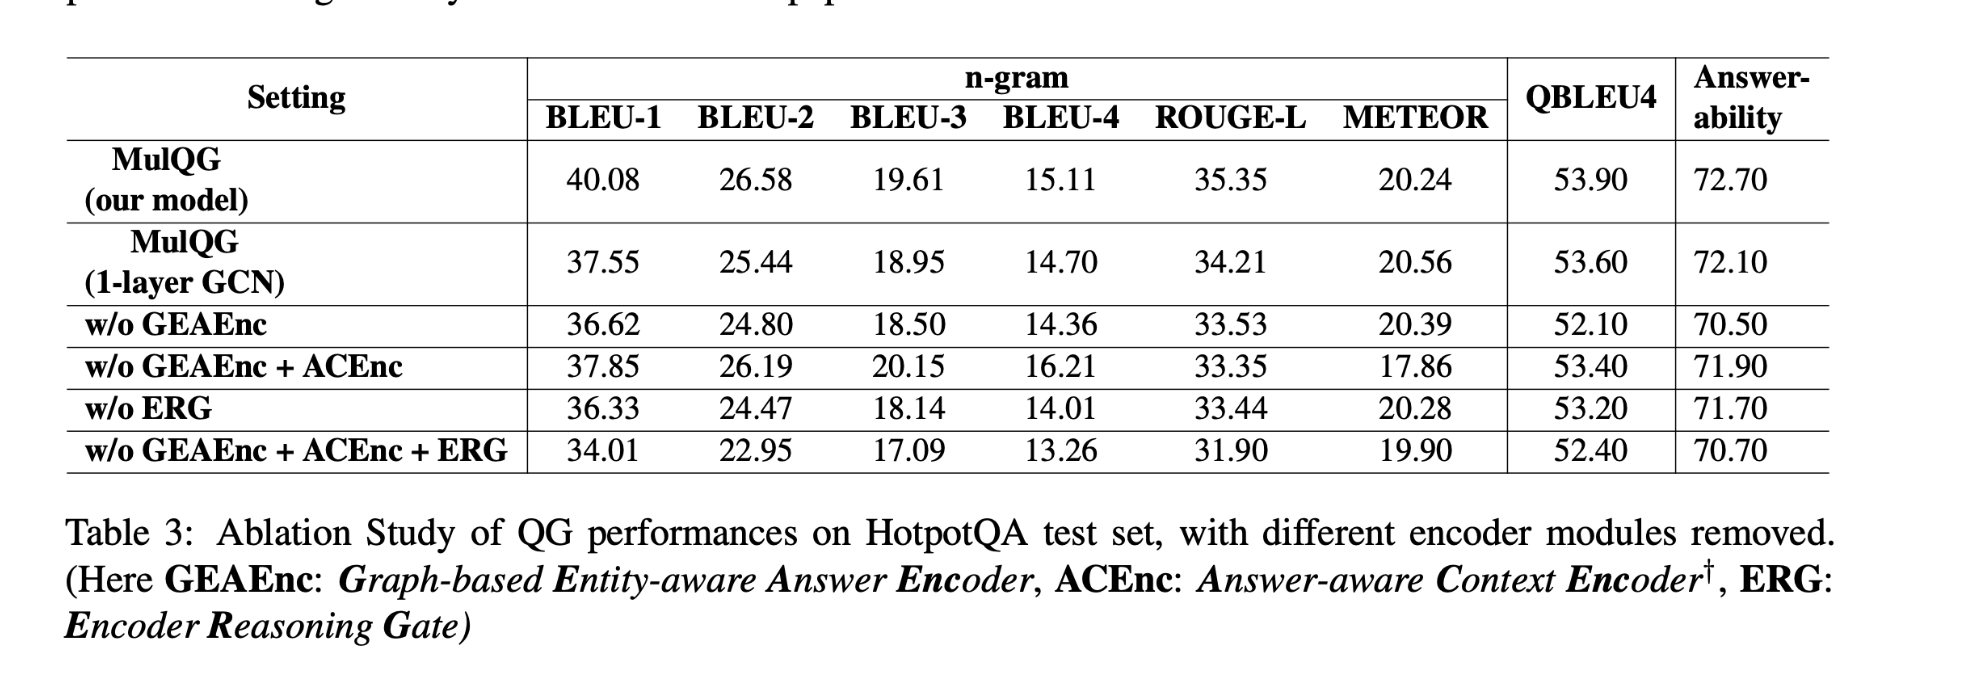 Setting n-gram QBLEU4 Answer-ability
BLEU-1 BLEU-2 BLEU-3 BLEU-4 ROUGE-L METEOR
MulQG (our model) 40.08 26.58 19.61 15.11 35.35 20.24 53.90 72.70
MulQG (1-layer GCN) 37.55 25.44 18.95 14.70 34.21 20.56 53.60 72.10
w/o GEAEnc 36.62 24.80 18.50 14.36 33.53 20.39 52.10 70.50
w/o GEAEnc + ACEnc 37.85 26.19 20.15 16.21 33.35 17.86 53.40 71.90
w/o ERG 36.33 24.47 18.14 14.01 33.44 20.28 53.20 71.70
w/o GEAEnc + ACEnc + ERG 34.01 22.95 17.09 13.26 31.90 19.90 52.40 70.70
Table 3: Ablation Study of QG performances on HotpotQA test set, with different encoder modules removed.
(Here GEAEnc: Graph-based Entity-aware Answer Encoder, ACEnc: Answer-aware Context Encoder†, ERG:
Encoder Reasoning Gate)